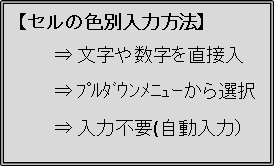 【セルの色別入力方法】
⇒ 文字や数字を直接入
⇒ ﾌﾟﾙﾀﾞｳﾝﾒﾆｭｰから選択
⇒ 入力不要(自動入力)